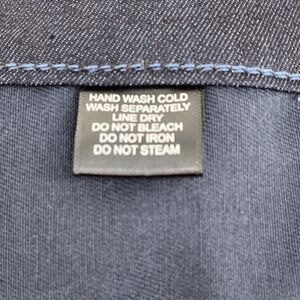 HAND WASH COLD
WASH SEPARATELY
LINE DRY
DO NOT BLEACH
DO NOT IRON
DO NOT STEAM